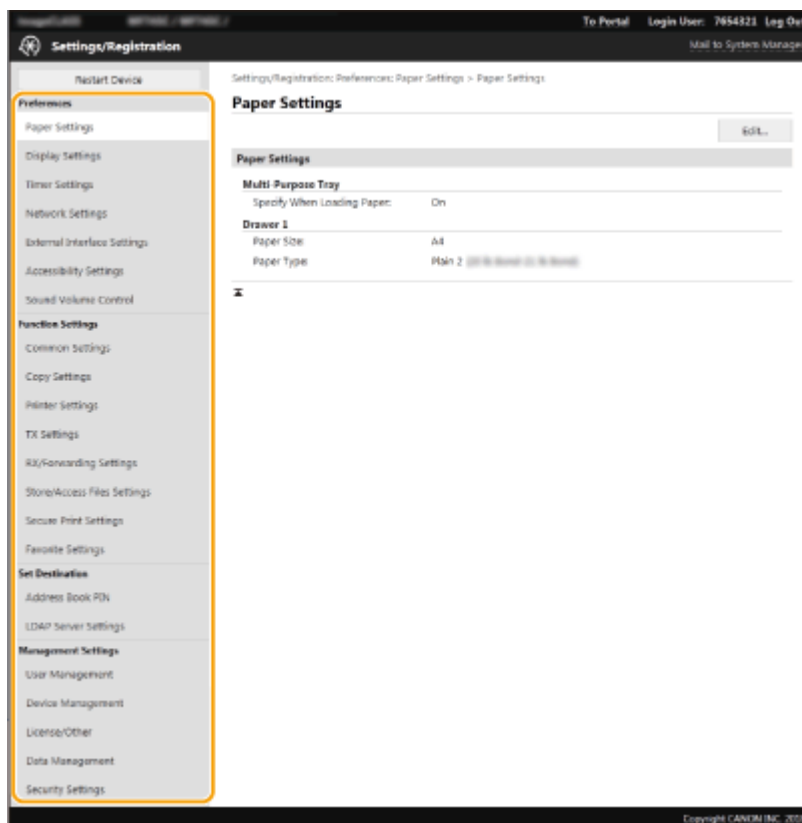 To Portal Login User: 7654321 Log Ou
Settings/Registration
Mail to System Manage
Restart Device
Preferences
Paper Settings
Display Settings
Timer Settings
Network Settings
External Interface Settings
Accessibility Settings
Sound Volume Control
Function Settings
Common Settings
Copy Settings
Printer Settings
TX Settings
RX/Forwarding Settings
Store/Access Files Settings
Secure Print Settings
Favorite Settings
Set Destination
Address Book PIN
LDAP Server Settings
Management Settings
User Management
Device Management
License/Other
Data Management
Security Settings
Settings/Registration: Preferences: Paper Settings > Paper Settings
Paper Settings
Edit...
Paper Settings
Multi-Purpose Tray
Specify When Loading Paper: On
Drawer 1
Paper Size: A4
Paper Type: Plain 2
Copyright CANON INC. 201